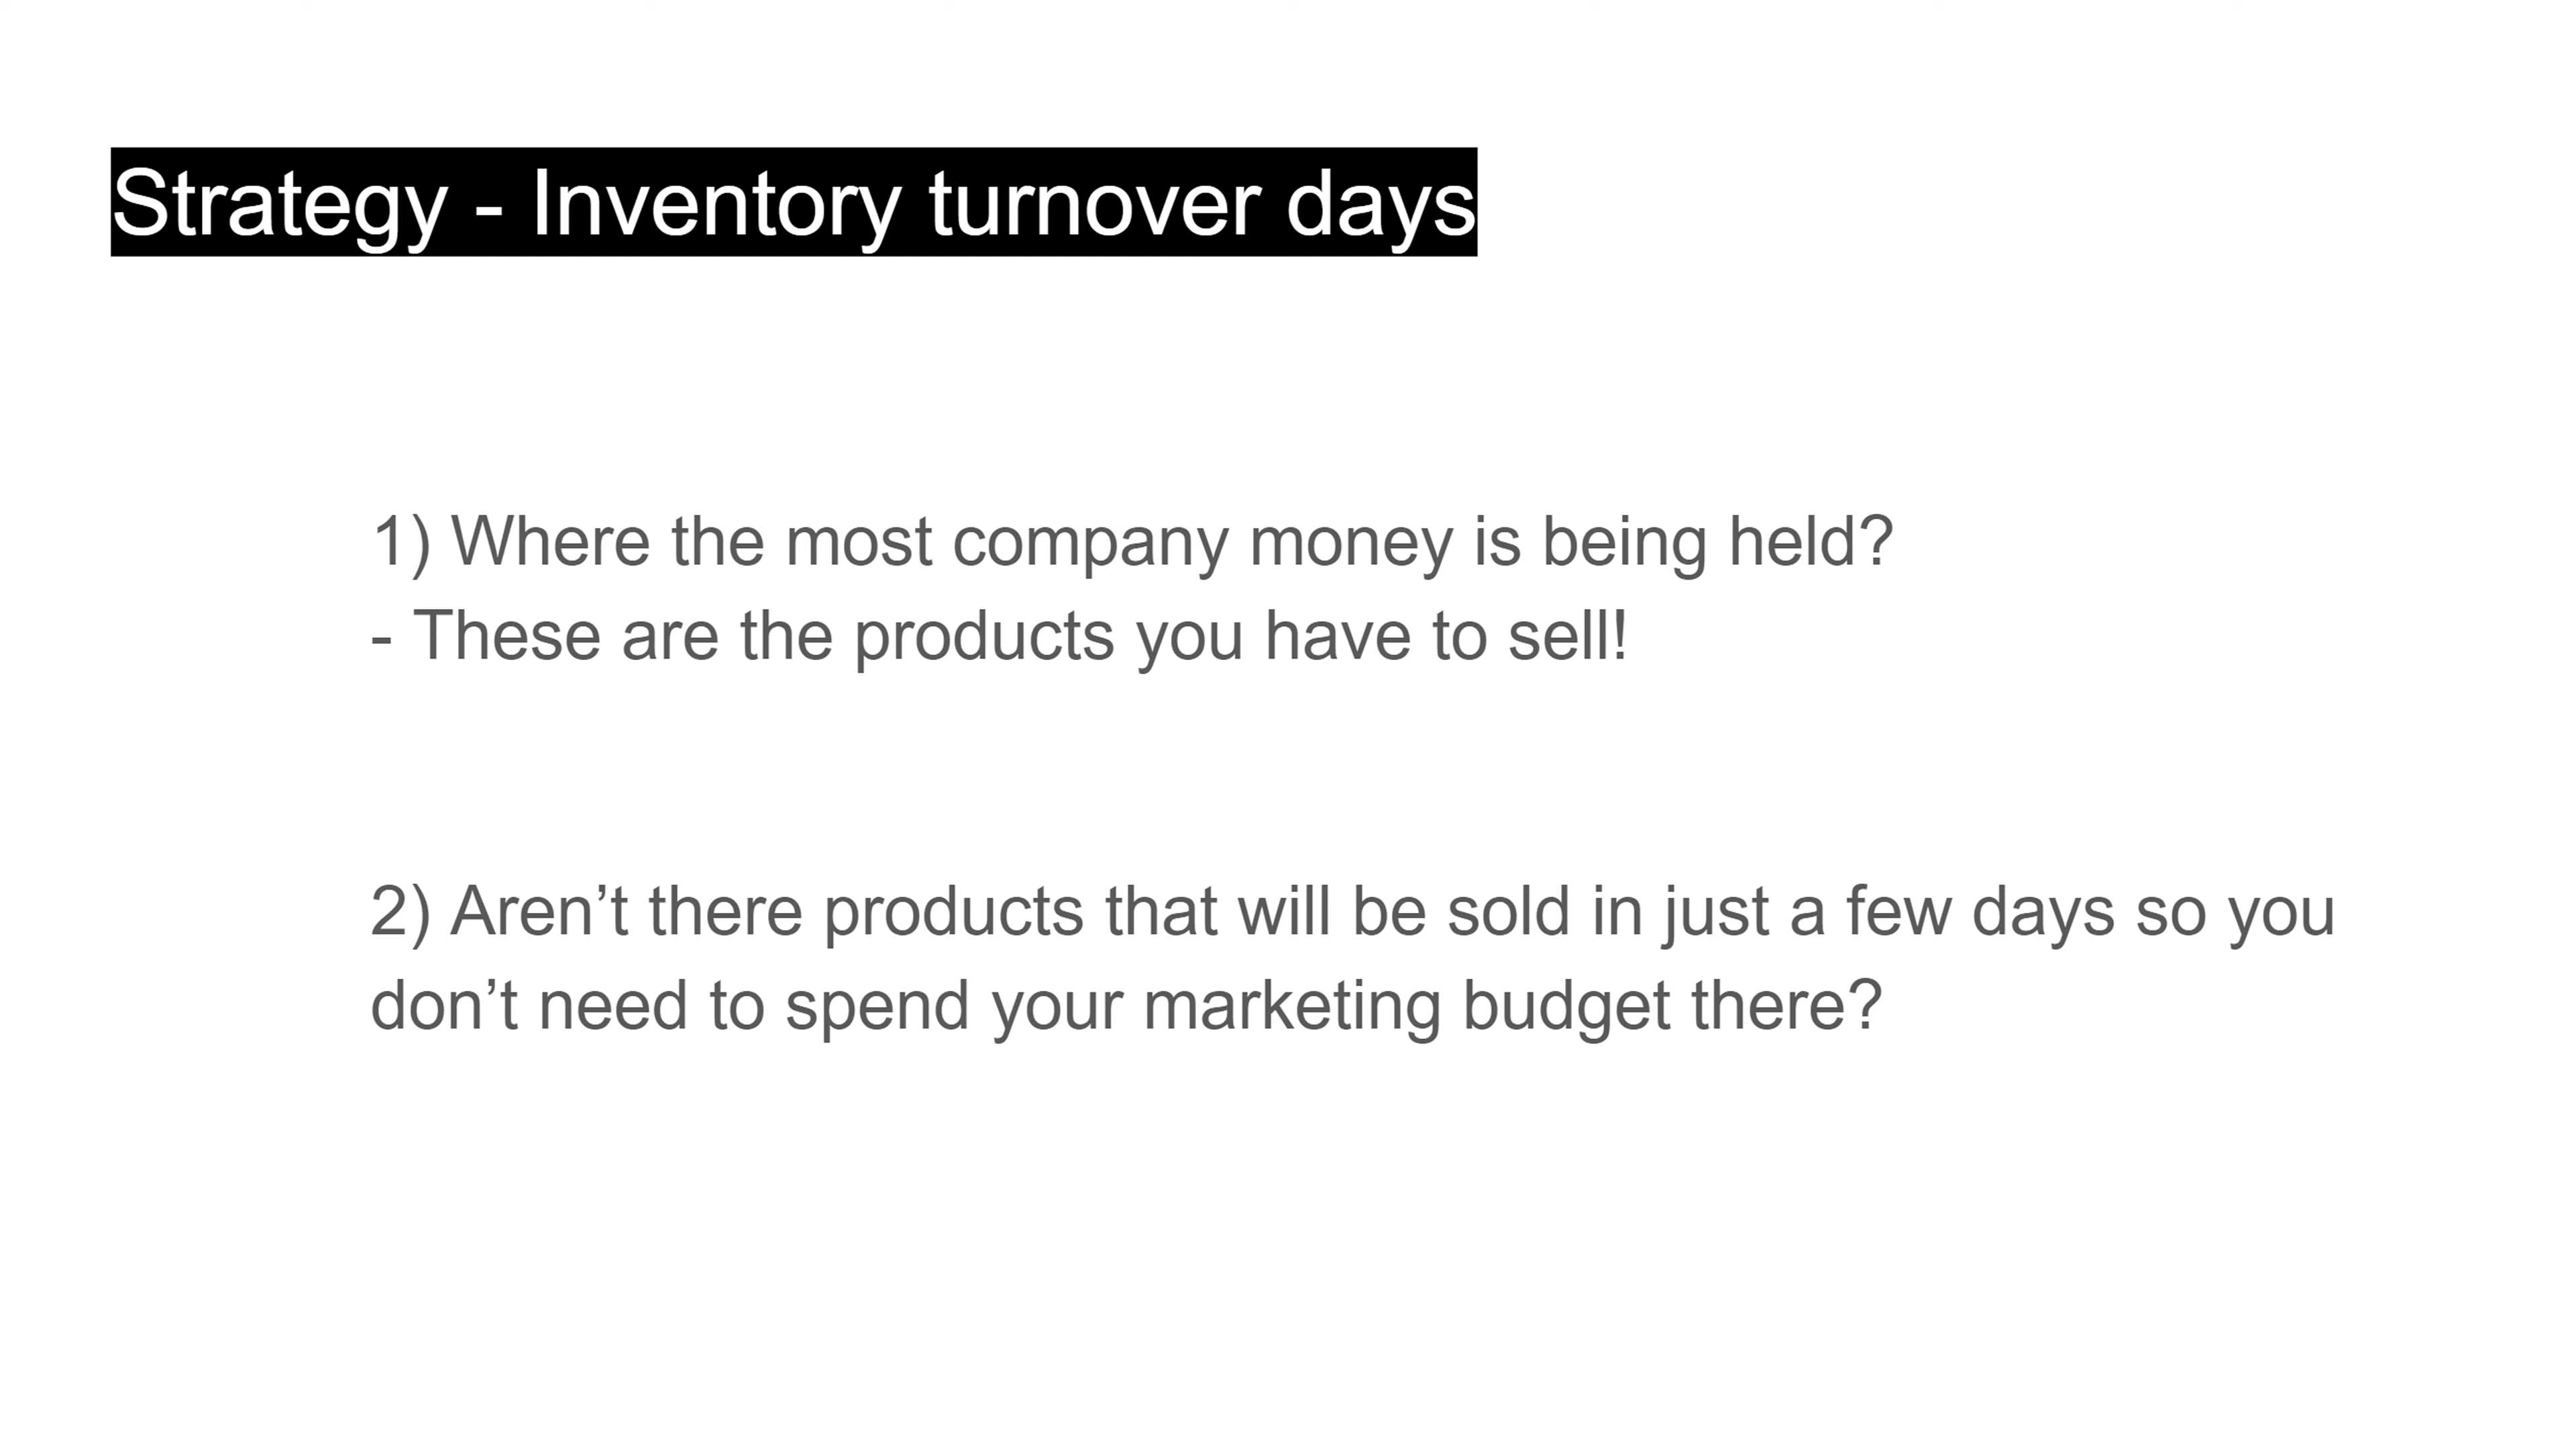 Strategy - Inventory turnover days
1) Where the most company money is being held?
- These are the products you have to sell!
2) Aren’t there products that will be sold in just a few days so you
don’t need to spend your marketing budget there?